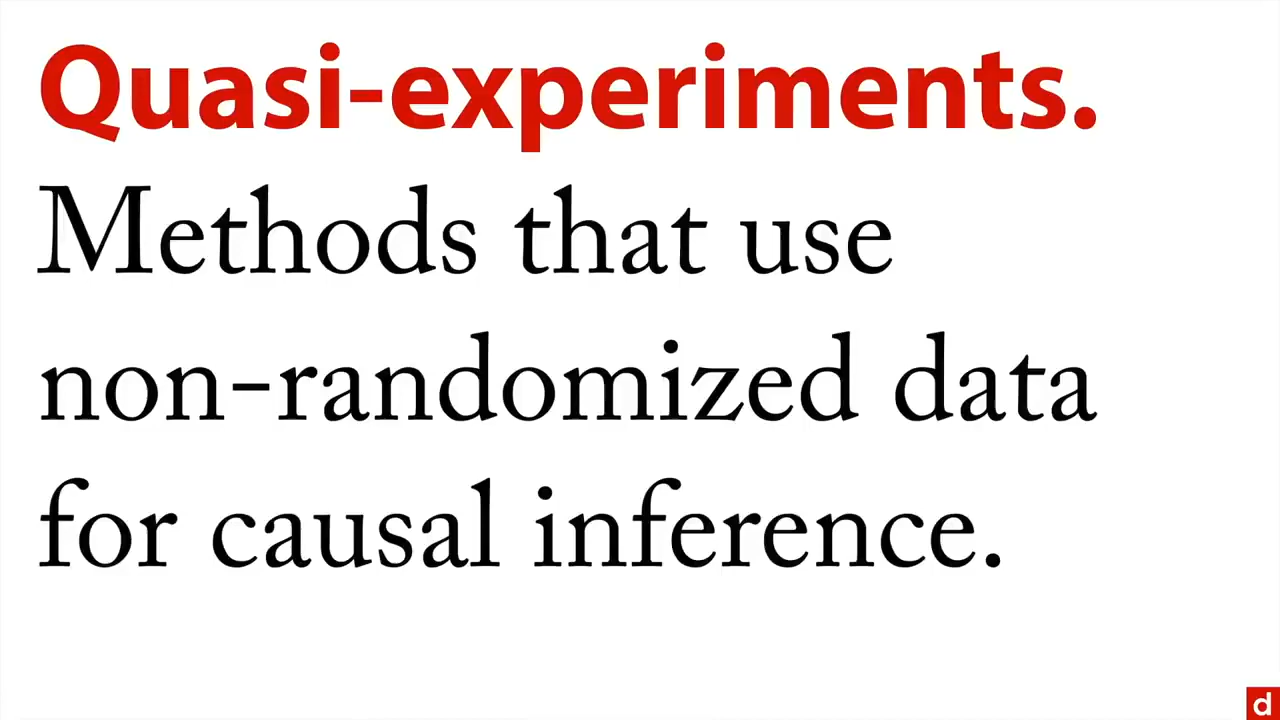 Quasi-experiments.
Methods that use
non-randomized data
for causal inference.
d